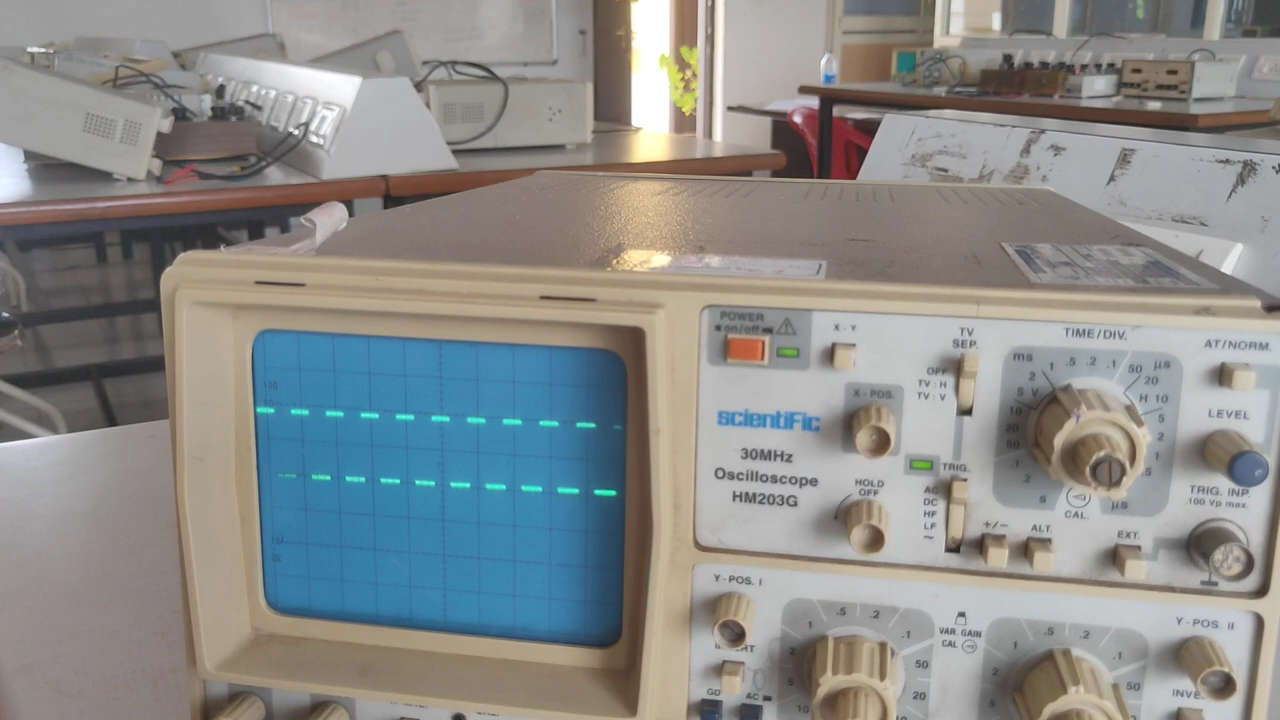 POWER
on/off
X-Y
TV
SEP.
OFF
TV : H
TV : V
TIME/DIV.
ms
2
1
.5
.2
.1
50
µs
20
10
5
V
H
10
20
50
5
2
1
.5
.1
.2
s
µs
CAL.
AT/NORM.
LEVEL
TRIG. INP.
100 Vp max.
X-POS.
scientiFic
30MHz
Oscilloscope
HM203G
HOLD
OFF
TRIG.
AC
DC
HF
LF
~
+/-
ALT.
EXT.
100
Y-POS. I
GD
AC
.5
.2
.1
1
2
5
10
50
20
VAR. GAIN
CAL
.5
.2
.1
1
2
50
Y-POS. II